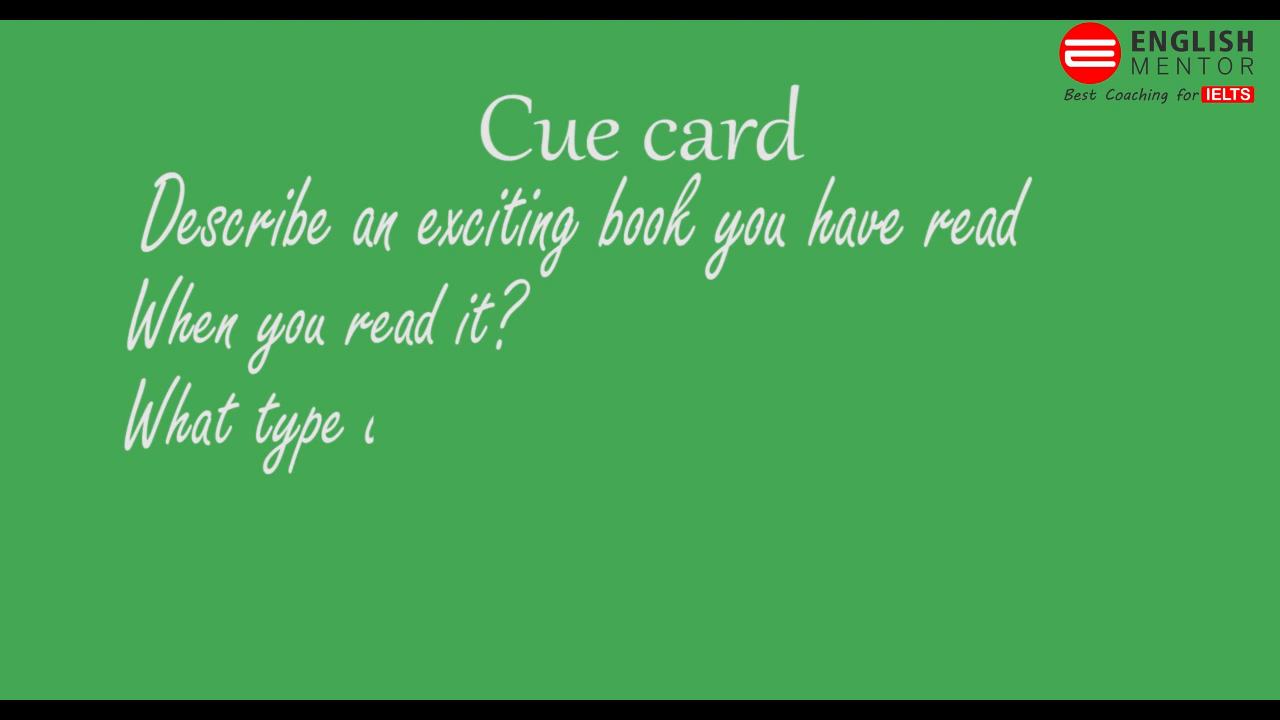 ENGLISH
MENTOR
Best Coaching for IELTS
Cue card
Describe an exciting book you have read
When you read it?
What type